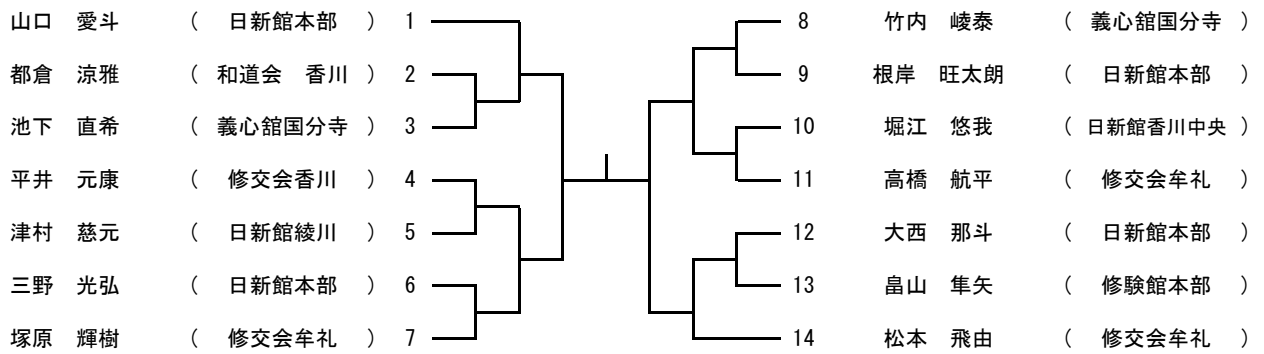 山口　愛斗 （　日新館本部　） 1
都倉　涼雅 （ 和道会　香川 ） 2
池下　直希 （ 義心舘国分寺 ） 3
平井　元康 （　修交会香川　） 4
津村　慈元 （　日新館綾川　） 5
三野　光弘 （　日新館本部　） 6
塚原　輝樹 （　修交会牟礼　） 7
8 竹内　崚泰 （ 義心舘国分寺 ）
9 根岸　旺太朗 （　日新館本部　）
10 堀江　悠我 （ 日新館香川中央 ）
11 高橋　航平 （　修交会牟礼　）
12 大西　那斗 （　日新館本部　）
13 畠山　隼矢 （　修験館本部　）
14 松本　飛由 （　修交会牟礼　）